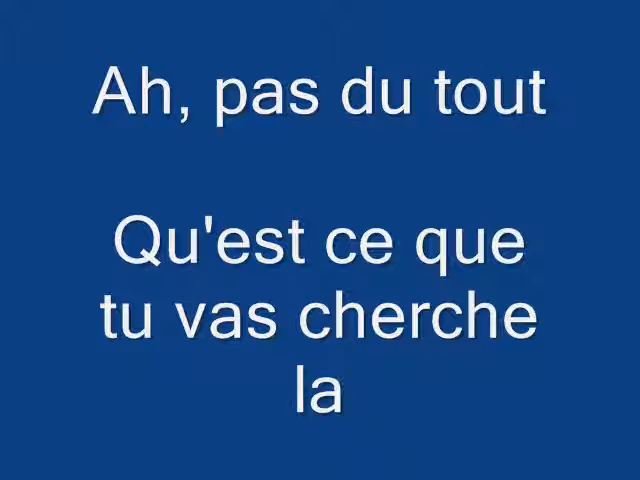 Ah, pas du tout
Qu'est ce que
tu vas cherche
la